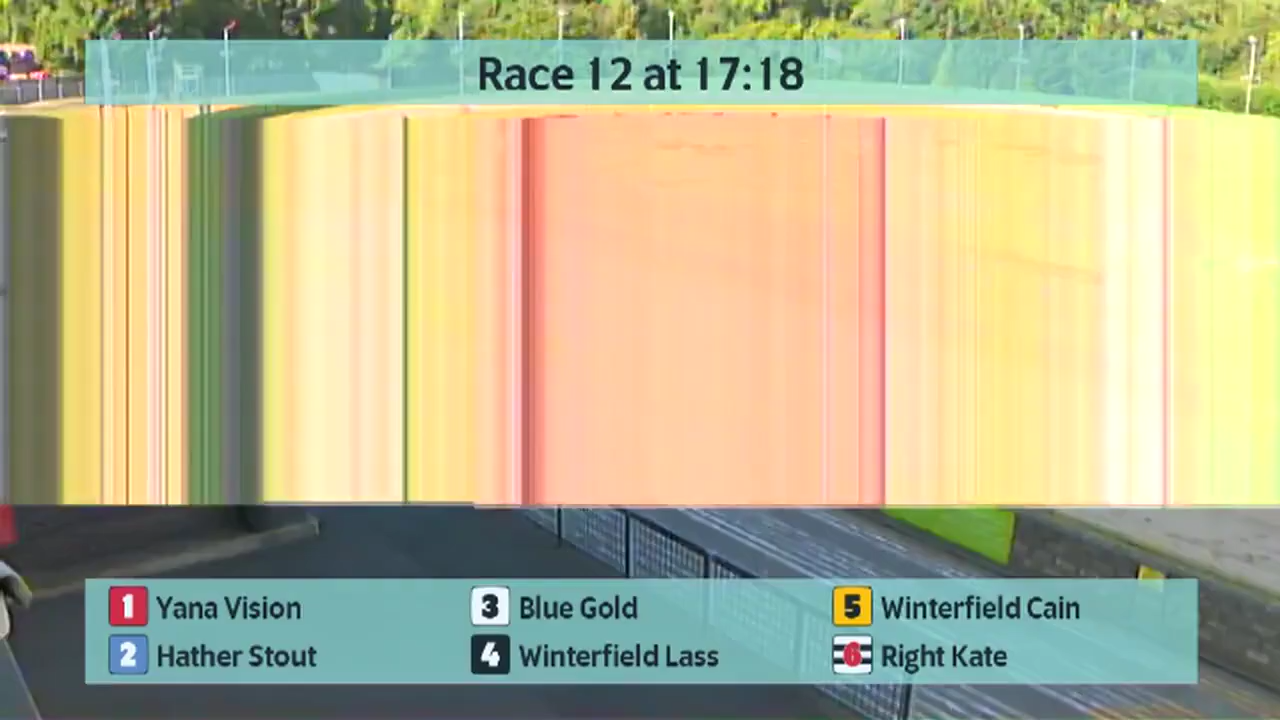 Race 12 at 17:18
1 Yana Vision
2 Hather Stout
3 Blue Gold
4 Winterfield Lass
5 Winterfield Cain
6 Right Kate